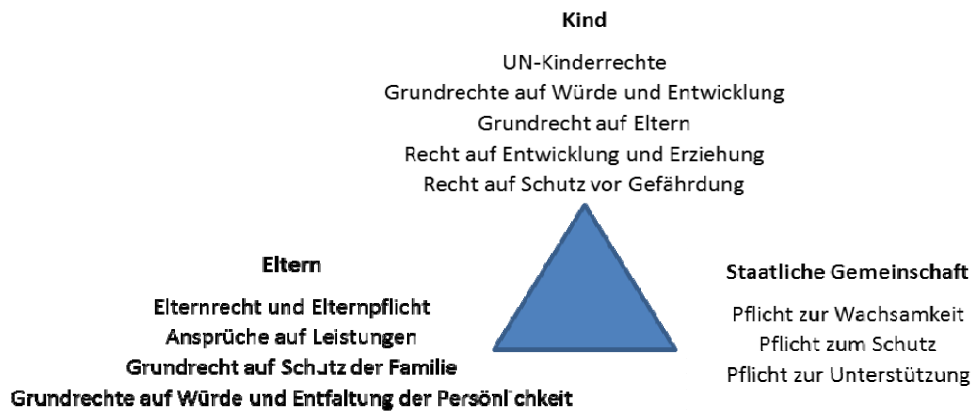 Kind
UN-Kinderrechte
Grundrechte auf Würde und Entwicklung
Grundrecht auf Eltern
Recht auf Entwicklung und Erziehung
Recht auf Schutz vor Gefährdung
Eltern
Elternrecht und Elternpflicht
Ansprüche auf Leistungen
Grundrecht auf Schutz der Familie
Grundrechte auf Würde und Entfaltung der Persönlichkeit
Staatliche Gemeinschaft
Pflicht zur Wachsamkeit
Pflicht zum Schutz
Pflicht zur Unterstützung